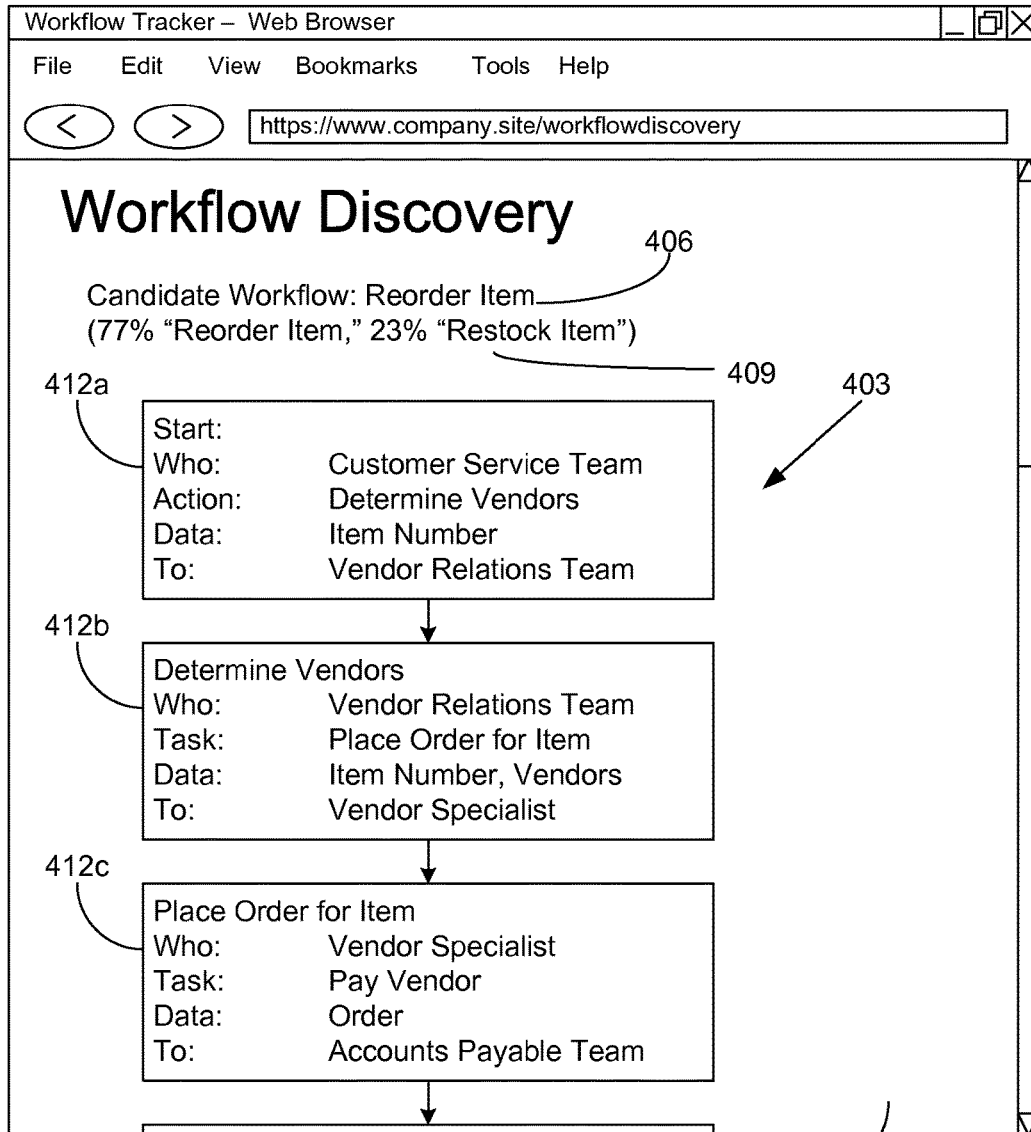 Workflow Tracker – Web Browser
File Edit View Bookmarks Tools Help
< > https://www.company.site/workflowdiscovery
Workflow Discovery
406
Candidate Workflow: Reorder Item
(77% “Reorder Item,” 23% “Restock Item”)
409
412a
403
Start:
Who: Customer Service Team
Action: Determine Vendors
Data: Item Number
To: Vendor Relations Team
412b
Determine Vendors
Who: Vendor Relations Team
Task: Place Order for Item
Data: Item Number, Vendors
To: Vendor Specialist
412c
Place Order for Item
Who: Vendor Specialist
Task: Pay Vendor
Data: Order
To: Accounts Payable Team